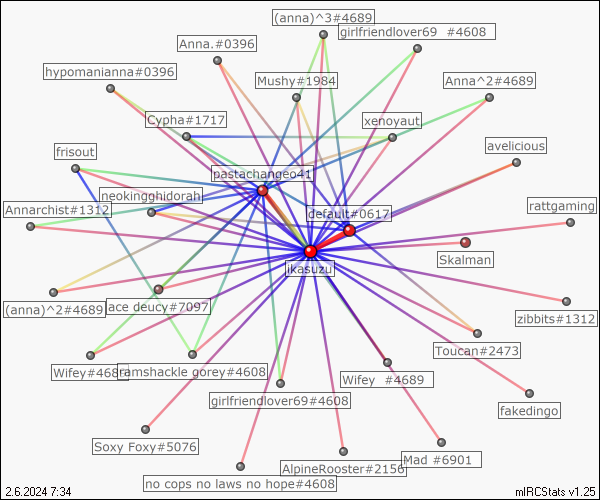 (anna)^3#4689
girlfriendlover69 #4608
Anna.#0396
hypomanianna#0396
Mushy#1984
Anna^2#4689
Cypha#1717
xenoyaut
frisout
avelicious
pastachangeo41
neokingghidorah
Annarchist#1312
default#0617
rattgaming
Skalman
jkasuzu
(anna)^2#4689
ace deucy#7097
zibbits#1312
Toucan#2473
Wifey#4689
ramshackle gorey#4608
Wifey #4689
girlfriendlover69#4608
fakedingo
Soxy Foxy#5076
Mad #6901
AlpineRooster#2156
no cops no laws no hope#4608
2.6.2024 7:34
mIRCStats v1.25